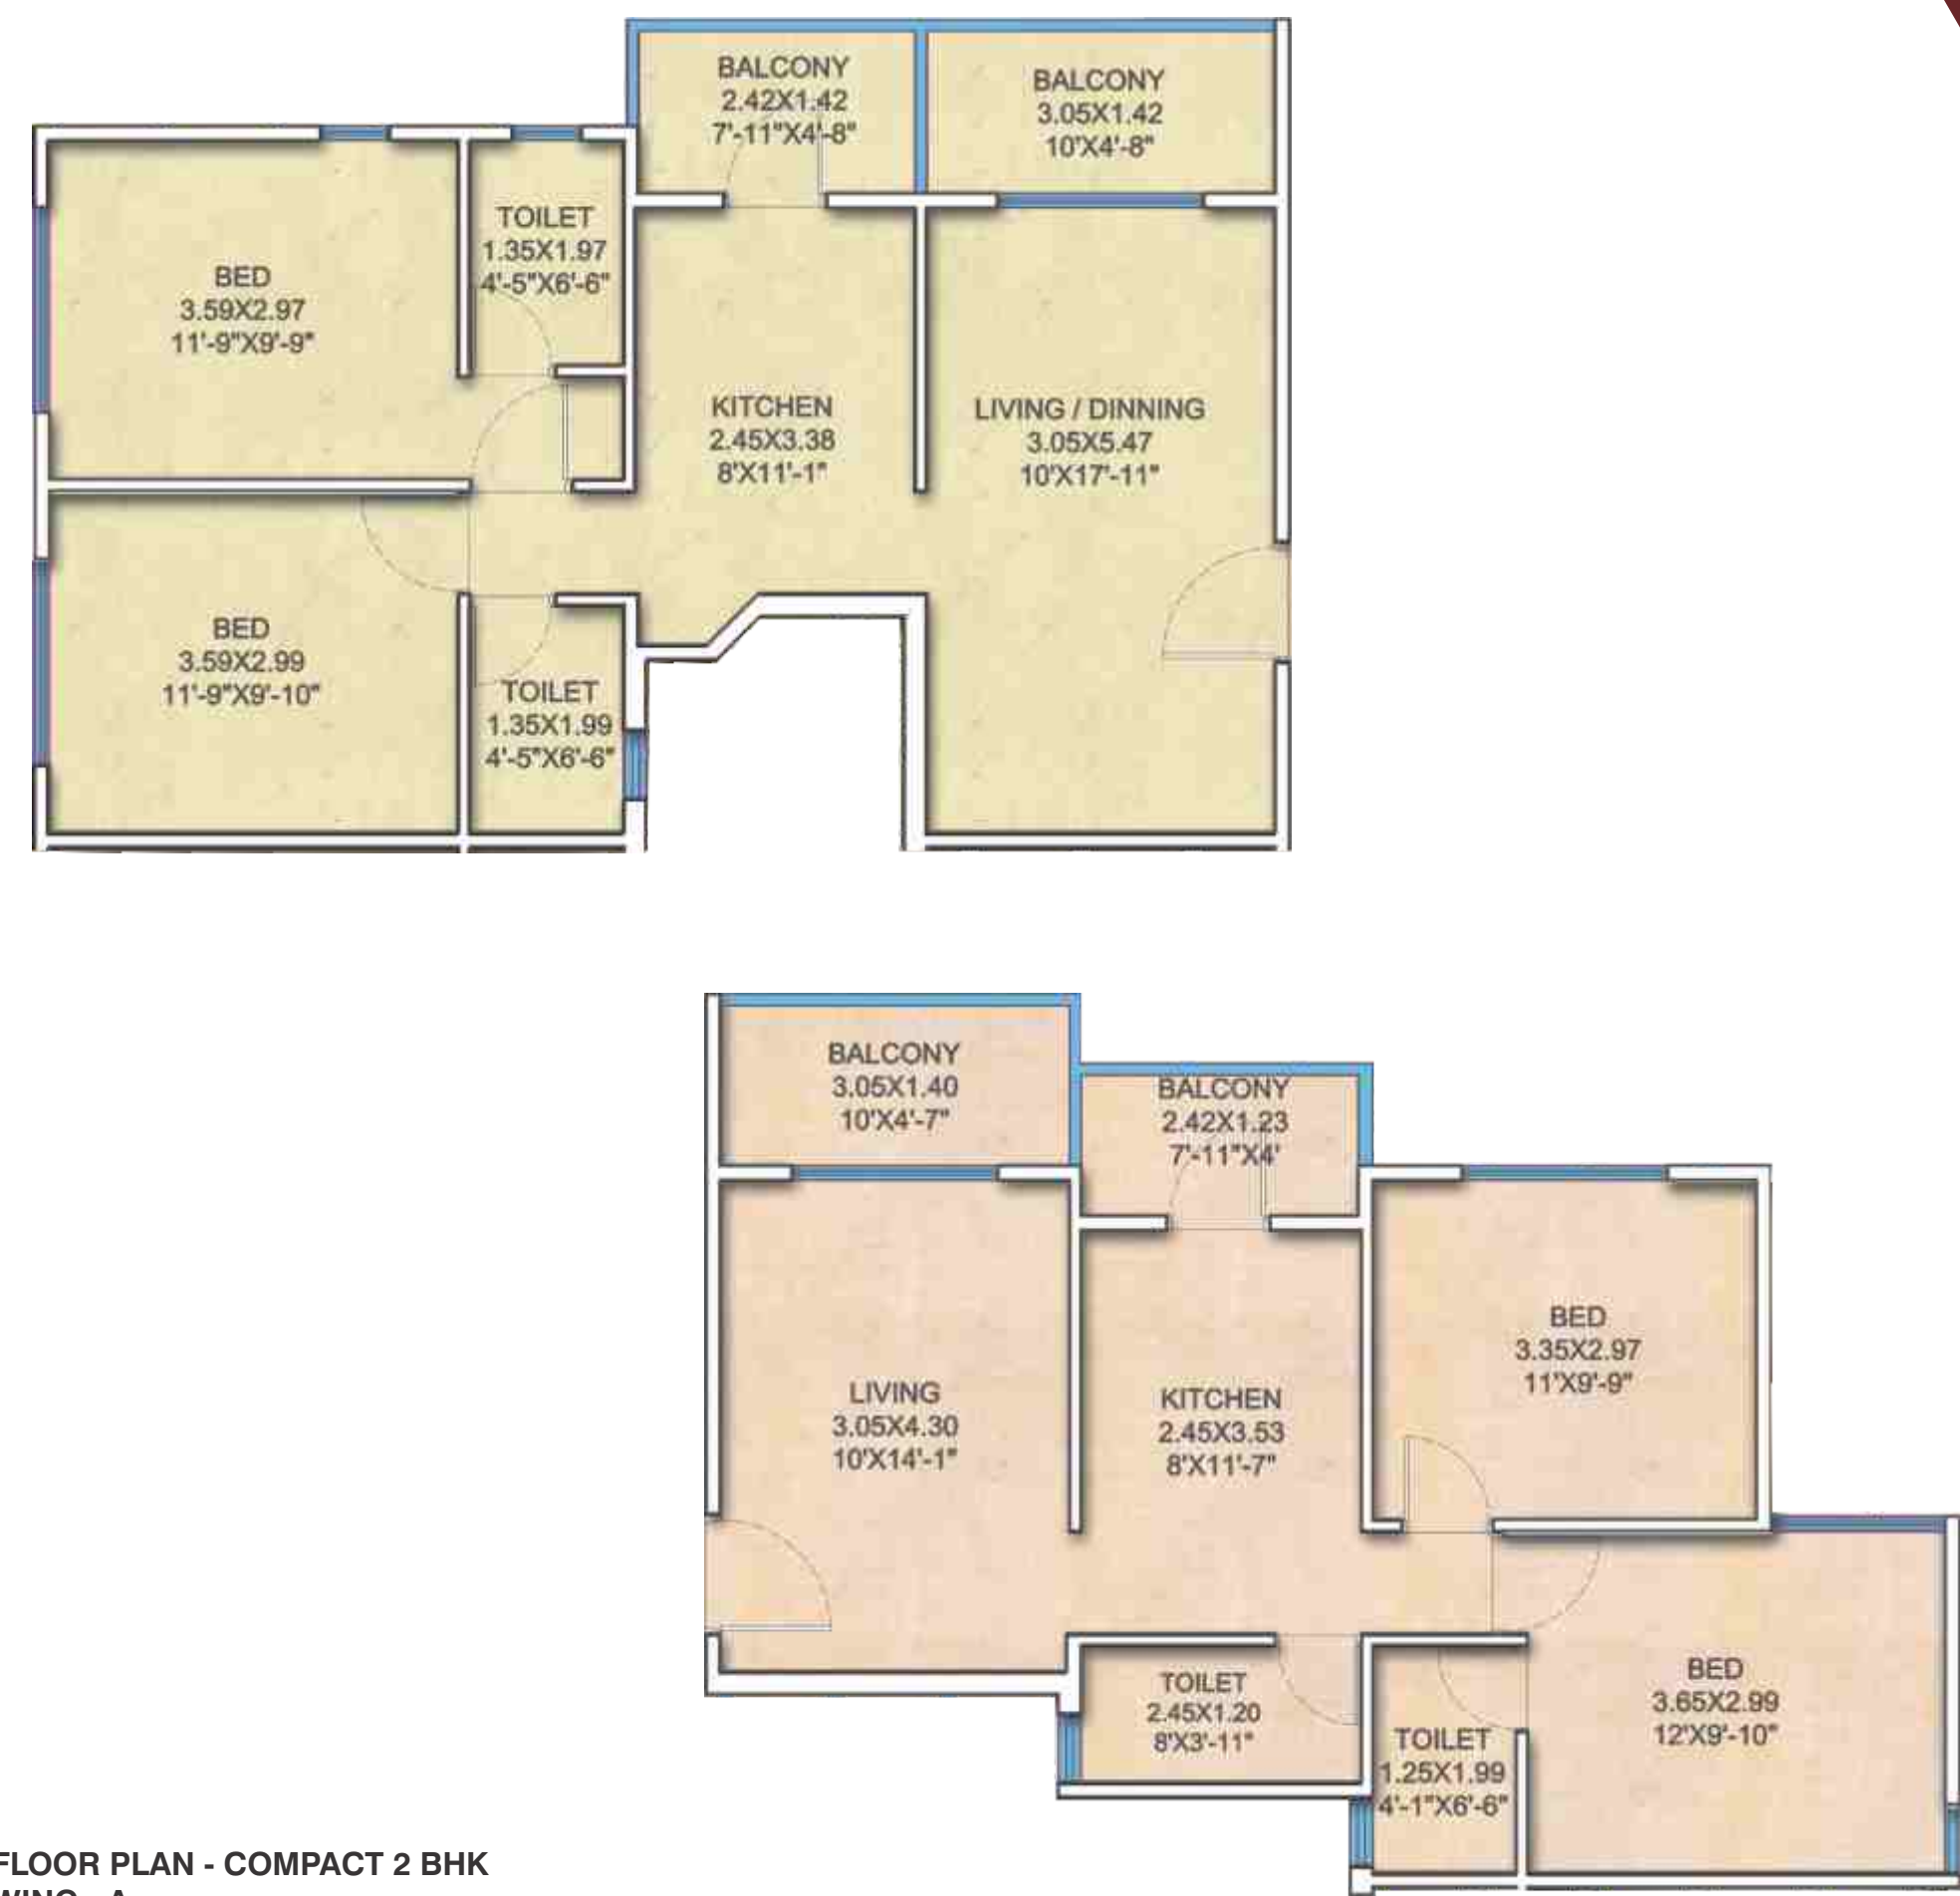 BALCONY
2.42X1.42
7'-11"X4'-8"
BALCONY
3.05X1.42
10'X4'-8"
TOILET
1.35X1.97
4'-5"X6'-6"
BED
3.59X2.97
11'-9"X9'-9"
KITCHEN
2.45X3.38
8'X11'-1"
LIVING / DINNING
3.05X5.47
10'X17'-11"
BED
3.59X2.99
11'-9"X9'-10"
TOILET
1.35X1.99
4'-5"X6'-6"
BALCONY
3.05X1.40
10'X4'-7"
BALCONY
2.42X1.23
7'-11"X4'
BED
3.35X2.97
11'X9'-9"
LIVING
3.05X4.30
10'X14'-1"
KITCHEN
2.45X3.53
8'X11'-7"
TOILET
2.45X1.20
8'X3'-11"
BED
3.65X2.99
12'X9'-10"
TOILET
1.25X1.99
4'-1"X6'-6"
FLOOR PLAN - COMPACT 2 BHK